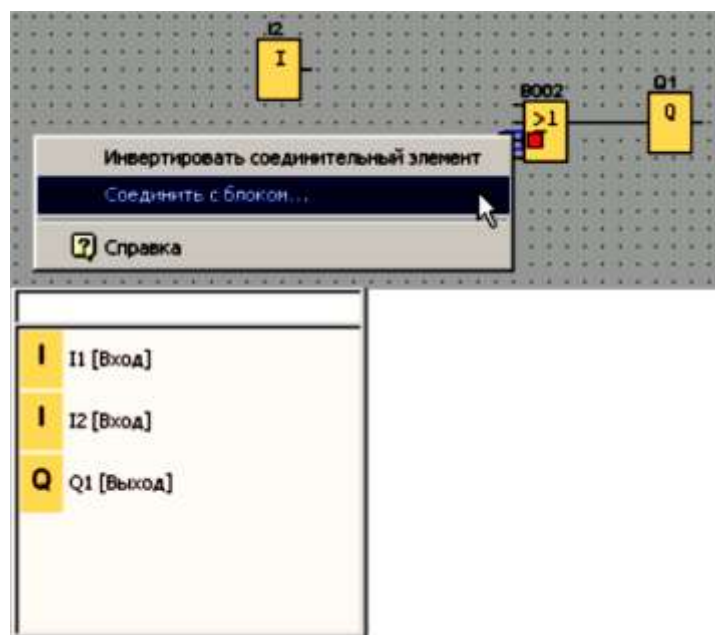 I2
I
B002
Q1
>1
Q
Инвертировать соединительный элемент
Соединить с блоком...
Справка
I I1 [Вход]
I I2 [Вход]
Q Q1 [Выход]